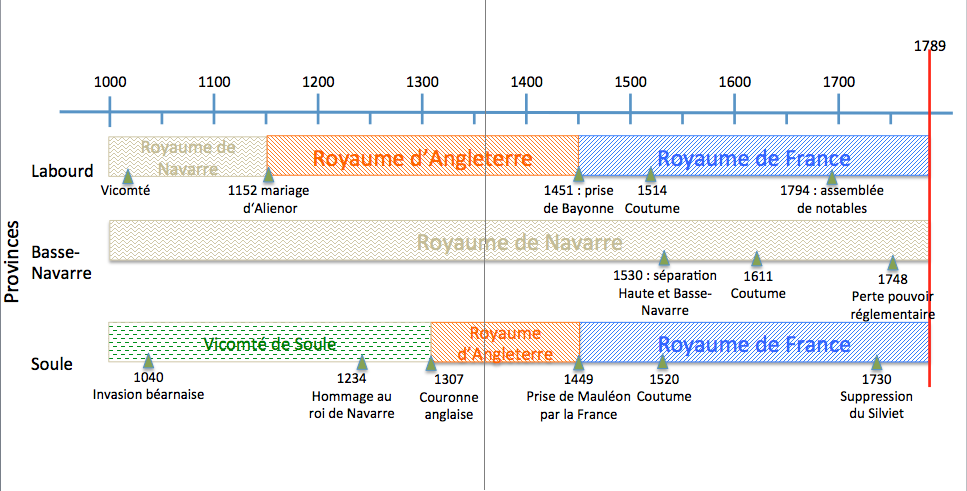 1789
1000 1100 1200 1300 1400 1500 1600 1700
Provinces
Labourd
Royaume de
Navarre
Royaume d’Angleterre
Royaume de France
Vicomté
1152 mariage
d’Alienor
1451 : prise
de Bayonne
1514
Coutume
1794 : assemblée
de notables
Basse-
Navarre
Royaume de Navarre
1530 : séparation
Haute et Basse-
Navarre
1611
Coutume
1748
Perte pouvoir
réglementaire
Soule
Vicomté de Soule
Royaume
d’Angleterre
Royaume de France
1040
Invasion béarnaise
1234
Hommage au
roi de Navarre
1307
Couronne
anglaise
1449
Prise de Mauléon
par la France
1520
Coutume
1730
Suppression
du Silviet